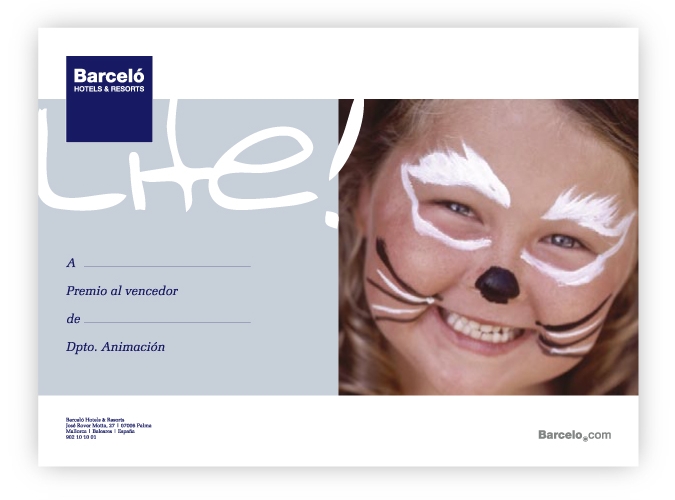 Barceló
HOTELS & RESORTS
Life!
A
Premio al vencedor
de
Dpto. Animación
Barceló Hotels & Resorts
José Rover Motta, 27 | 07006 Palma
Mallorca | Baleares | España
902 10 10 01
Barcelo.com